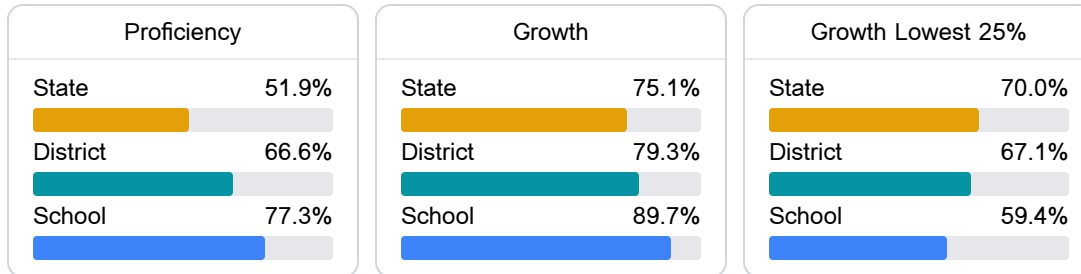 Proficiency
State 51.9%
District 66.6%
School 77.3%
Growth
State 75.1%
District 79.3%
School 89.7%
Growth Lowest 25%
State 70.0%
District 67.1%
School 59.4%